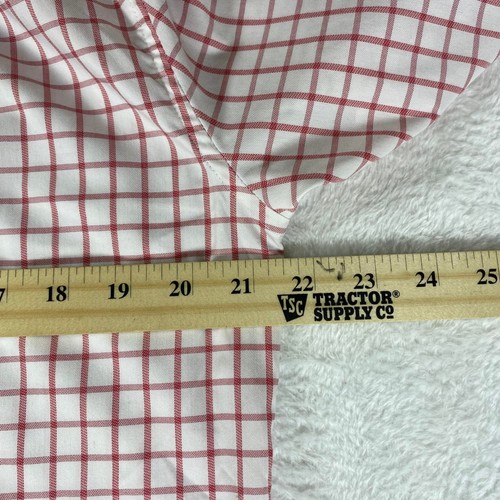 18 19 20 21 22 23 24 25
TSC TRACTOR®
SUPPLY CO